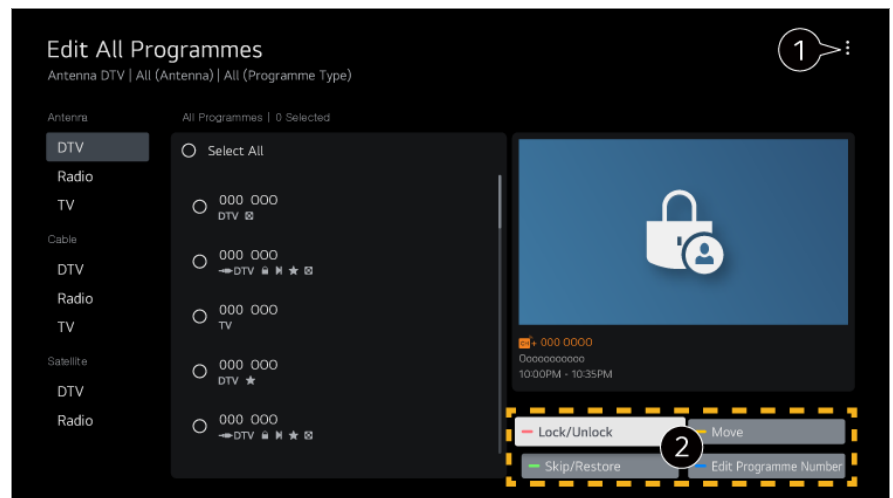 Edit All Programmes
1
Antenna DTV | All (Antenna) | All (Programme Type)
Antenna
DTV
Radio
TV
Cable
DTV
Radio
TV
Satellite
DTV
Radio
All Programmes | 0 Selected
Select All
000 000
DTV
000 000
DTV
000 000
TV
000 000
DTV
000 000
DTV
CH+ 000 0000
Oooooooooo
10:00PM - 10:35PM
Lock/Unlock
Move
2
Skip/Restore
Edit Programme Number